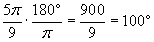 5π/9 · 180°/π = 900/9 = 100°